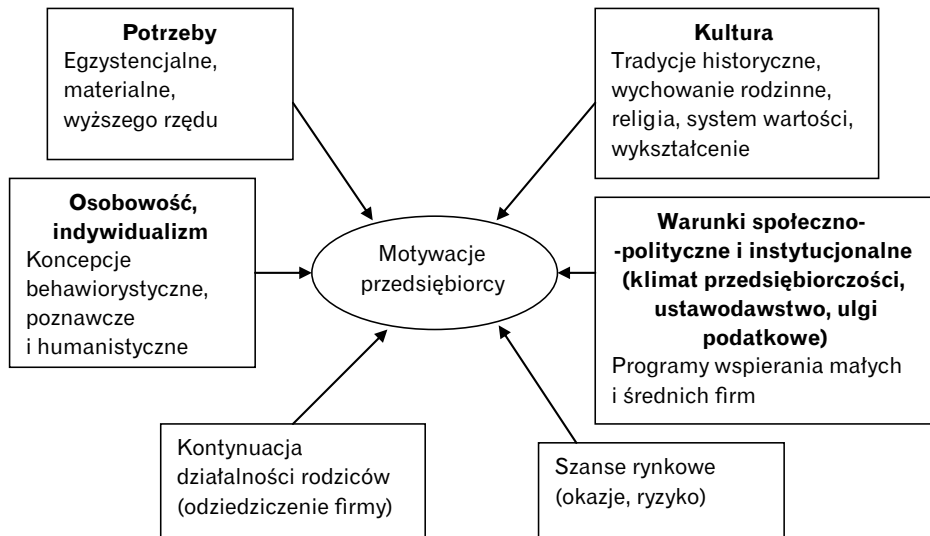 Potrzeby
Egzystencjalne,
materialne,
wyższego rzędu
Kultura
Tradycje historyczne,
wychowanie rodzinne,
religia, system wartości,
wykształcenie
Osobowość,
indywidualizm
Koncepcje
behawiorystyczne,
poznawcze
i humanistyczne
Motywacje
przedsiębiorcy
Warunki społeczno-
-polityczne i instytucjonalne
(klimat przedsiębiorczości,
ustawodawstwo, ulgi
podatkowe)
Programy wspierania małych
i średnich firm
Kontynuacja
działalności rodziców
(odziedziczenie firmy)
Szanse rynkowe
(okazje, ryzyko)